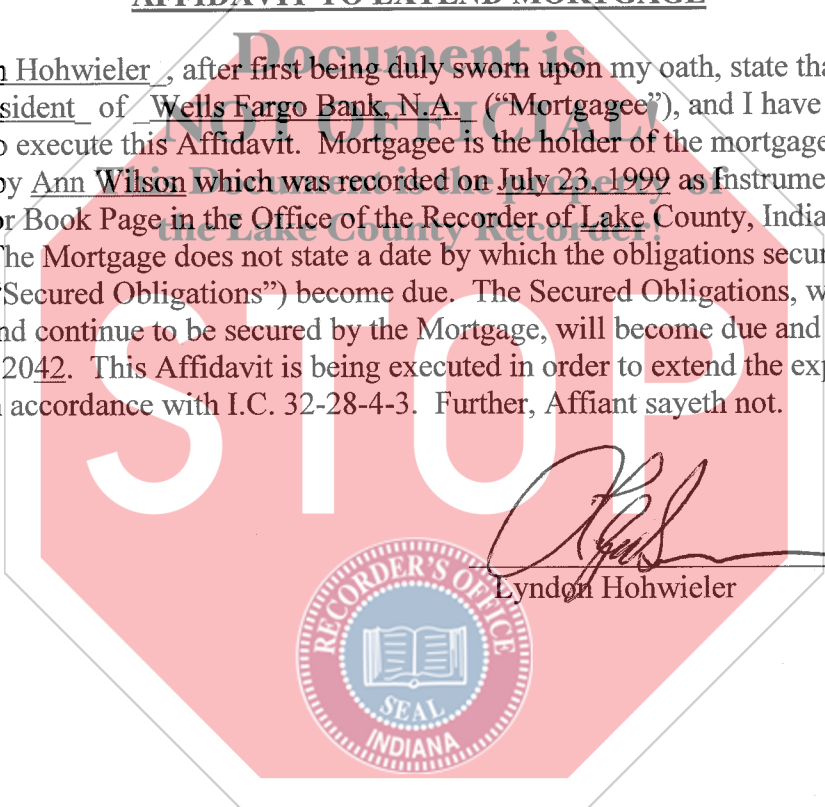 AFFIDAVIT TO EXTEND MORTGAGE
Document is
n Hohwieler , after first being duly sworn upon my oath, state tha
sident of Wells Fargo Bank, N.A. (“Mortgagee”), and I have
NOT OFFICIAL!
o execute this Affidavit. Mortgagee is the holder of the mortgage
by Ann Wilson which was recorded on July 23, 1999 as Instrume
This Document is the property of
or Book Page in the Office of the Recorder of Lake County, India
the Lake County Recorder!
The Mortgage does not state a date by which the obligations secur
“Secured Obligations”) become due. The Secured Obligations, w
nd continue to be secured by the Mortgage, will become due and
2042. This Affidavit is being executed in order to extend the exp
accordance with I.C. 32-28-4-3. Further, Affiant sayeth not.
STOP
Lyndon Hohwieler
RECORDER'S OFFICE
SEAL
INDIANA